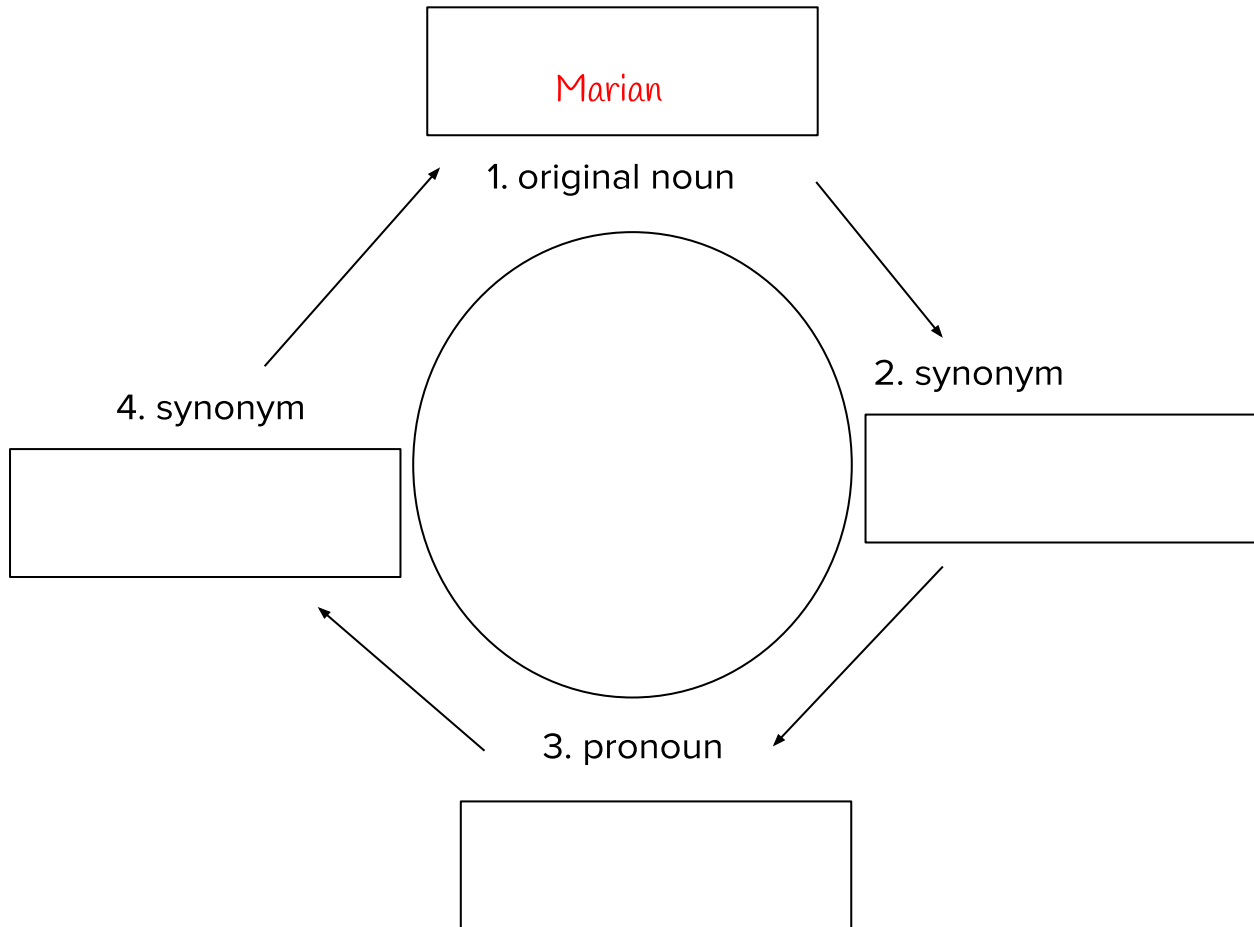 Marian
1. original noun
2. synonym
4. synonym
3. pronoun